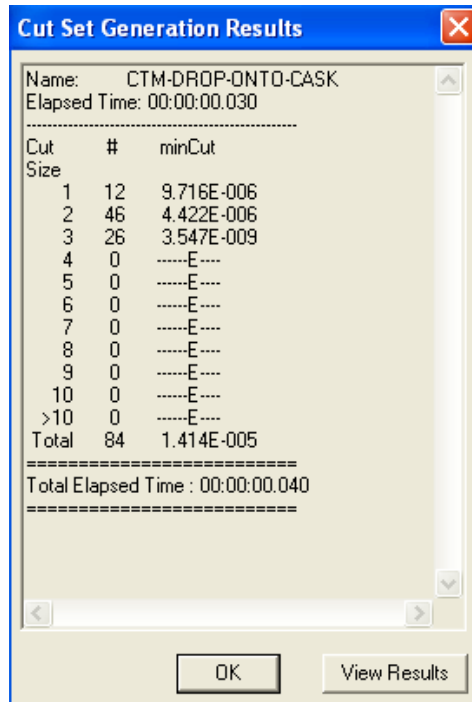 Cut Set Generation Results
Name: CTM-DROP-ONTO-CASK
Elapsed Time: 00:00:00.030
---------------------------------------------
Cut # minCut
Size
1 12 9.716E-006
2 46 4.422E-006
3 26 3.547E-009
4 0 ------E----
5 0 ------E----
6 0 ------E----
7 0 ------E----
8 0 ------E----
9 0 ------E----
10 0 ------E----
>10 0 ------E----
Total 84 1.414E-005
===========================
Total Elapsed Time : 00:00:00.040
===========================
OK View Results